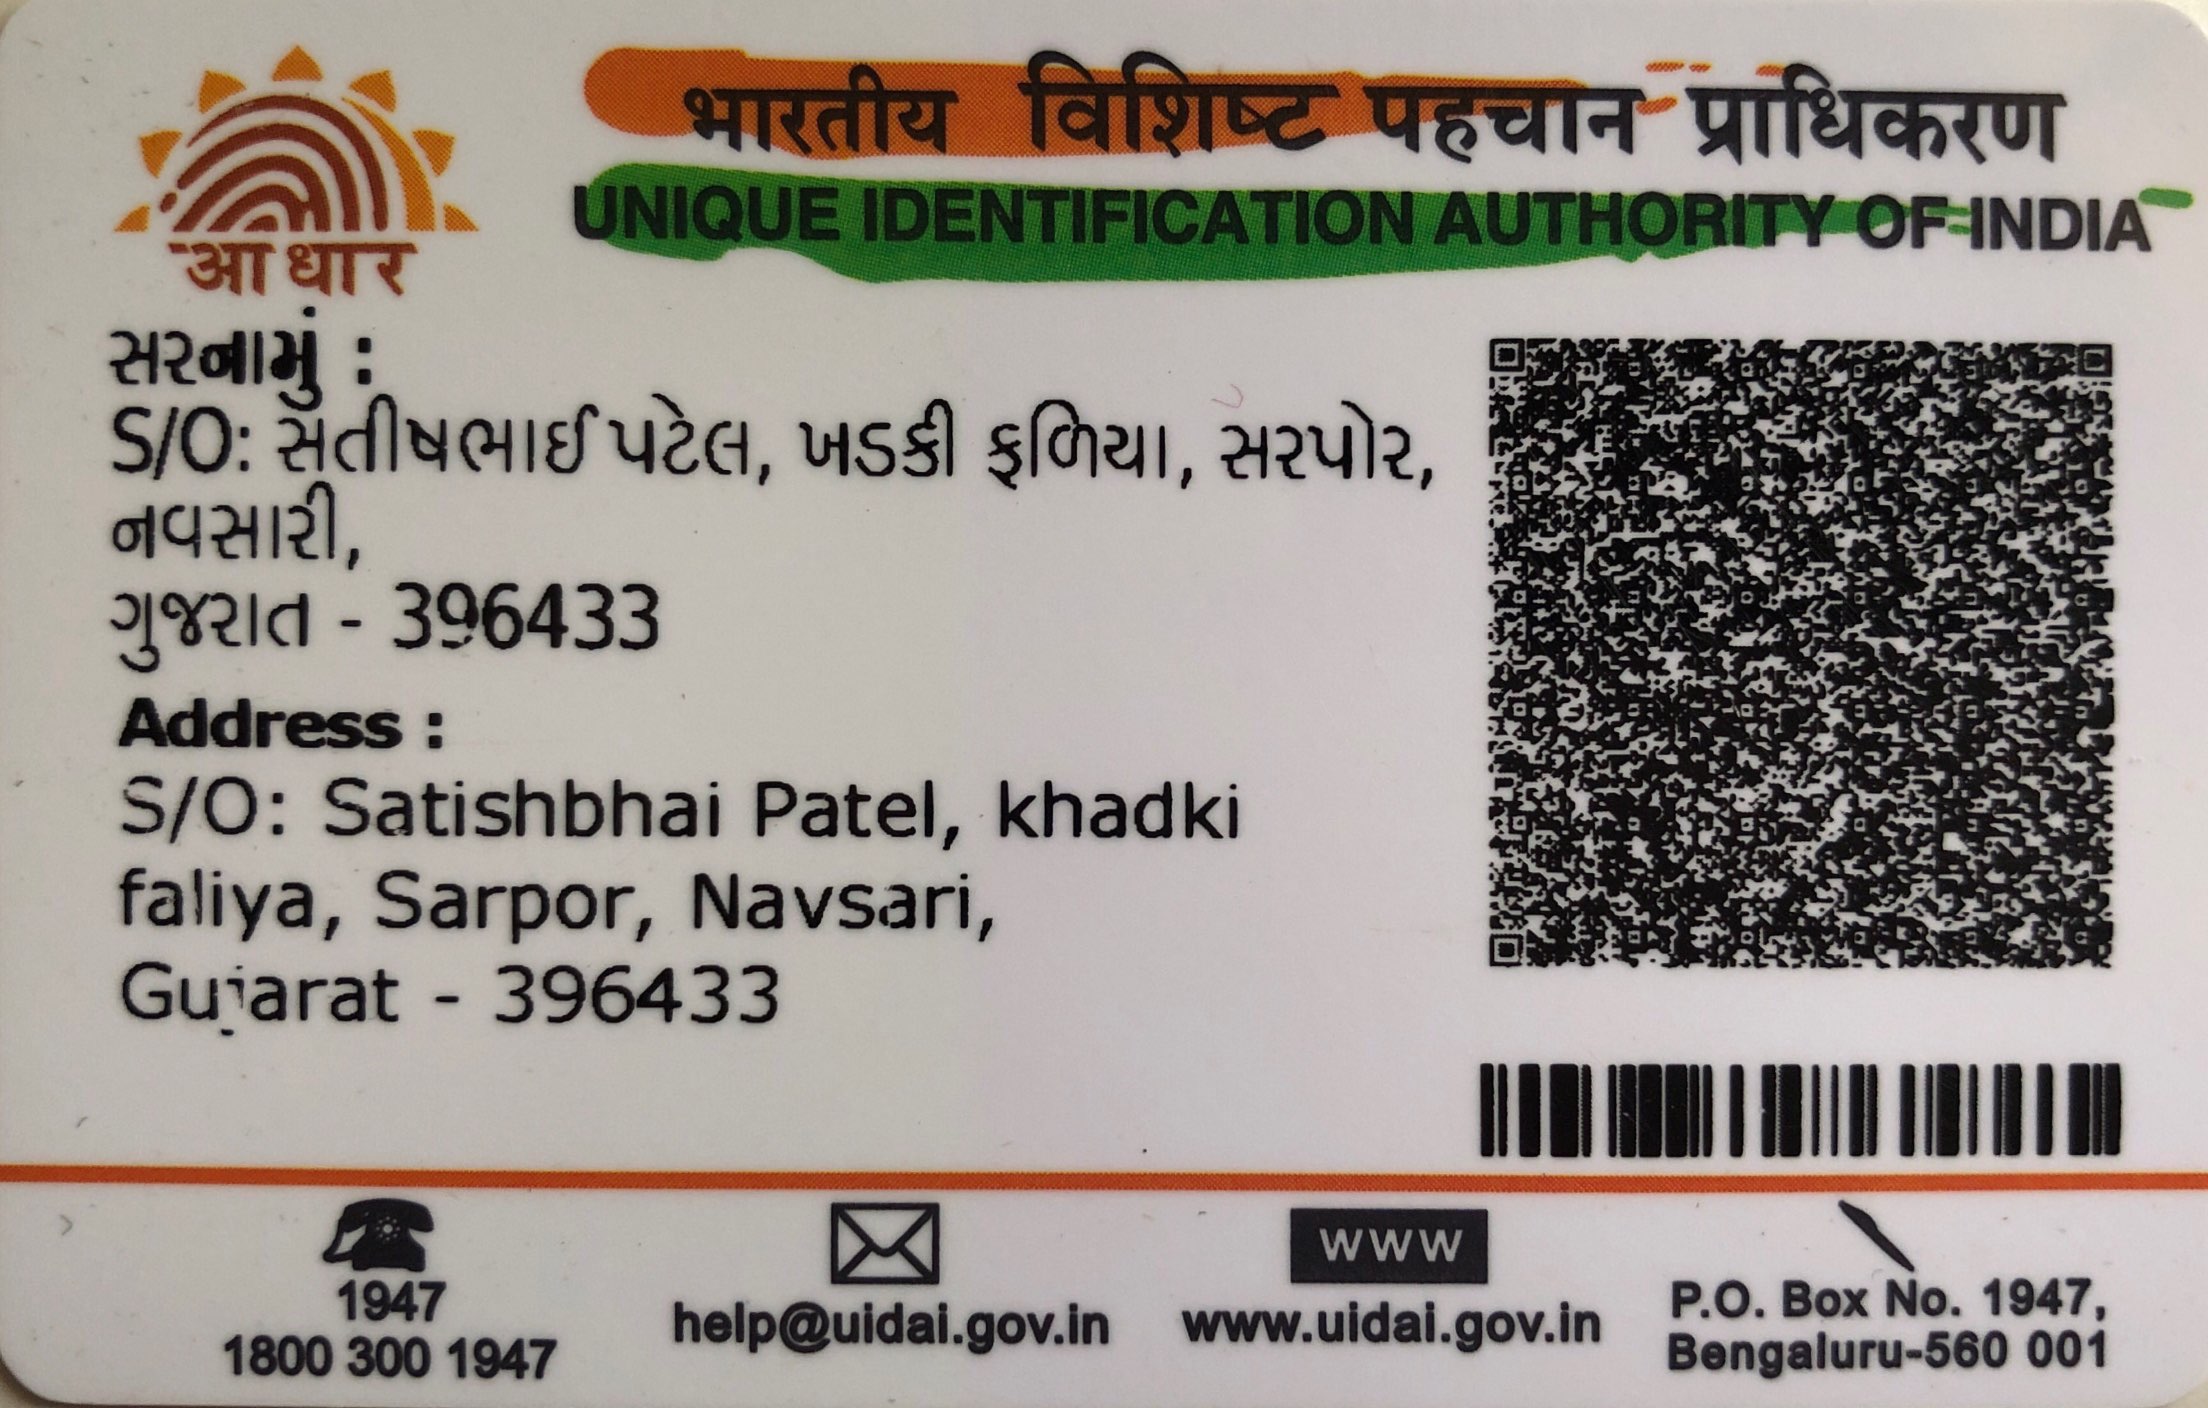 आधार
भारतीय विशिष्ट पहचान प्राधिकरण
UNIQUE IDENTIFICATION AUTHORITY OF INDIA
સરનામું :
S/O: સતીષભાઈ પટેલ, ખડકી ફળિયા, સરપોર,
નવસારી,
ગુજરાત - 396433
Address :
S/O: Satishbhai Patel, khadki
faliya, Sarpor, Navsari,
Gujarat - 396433
1947
1800 300 1947
help@uidai.gov.in
www
www.uidai.gov.in
P.O. Box No. 1947,
Bengaluru-560 001